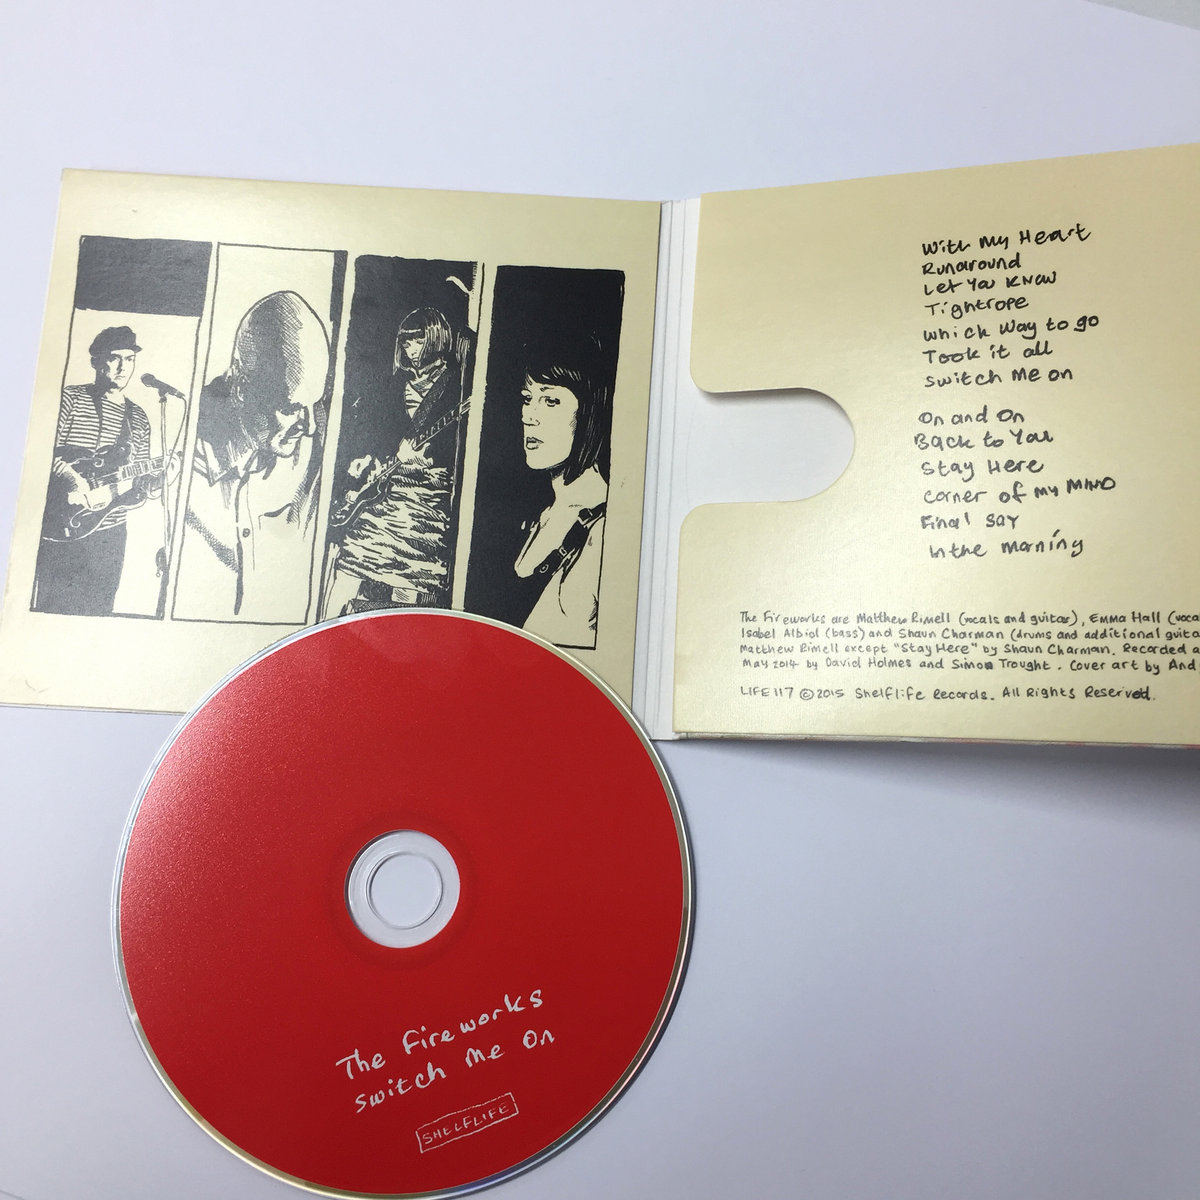 With My Heart
Runaround
Let You Know
Tightrope
Which Way to go
Took it all
Switch Me on
On and On
Back to You
Stay Here
Corner of my MIND
Final Say
In the morning
The Fireworks are Matthew Rimell (vocals and guitar), Emma Hall
Isabel Albiol (bass) and Shaun Charman (drums and additional
Matthew Rimell except "Stay Here" by Shaun Charman. Recorded
May 2014 by David Holmes and Simon Trought. Cover art by
LIFE117 ©2015 Shelflife Records. All Rights Reserved.
The Fireworks
Switch Me On
SHELFLIFE